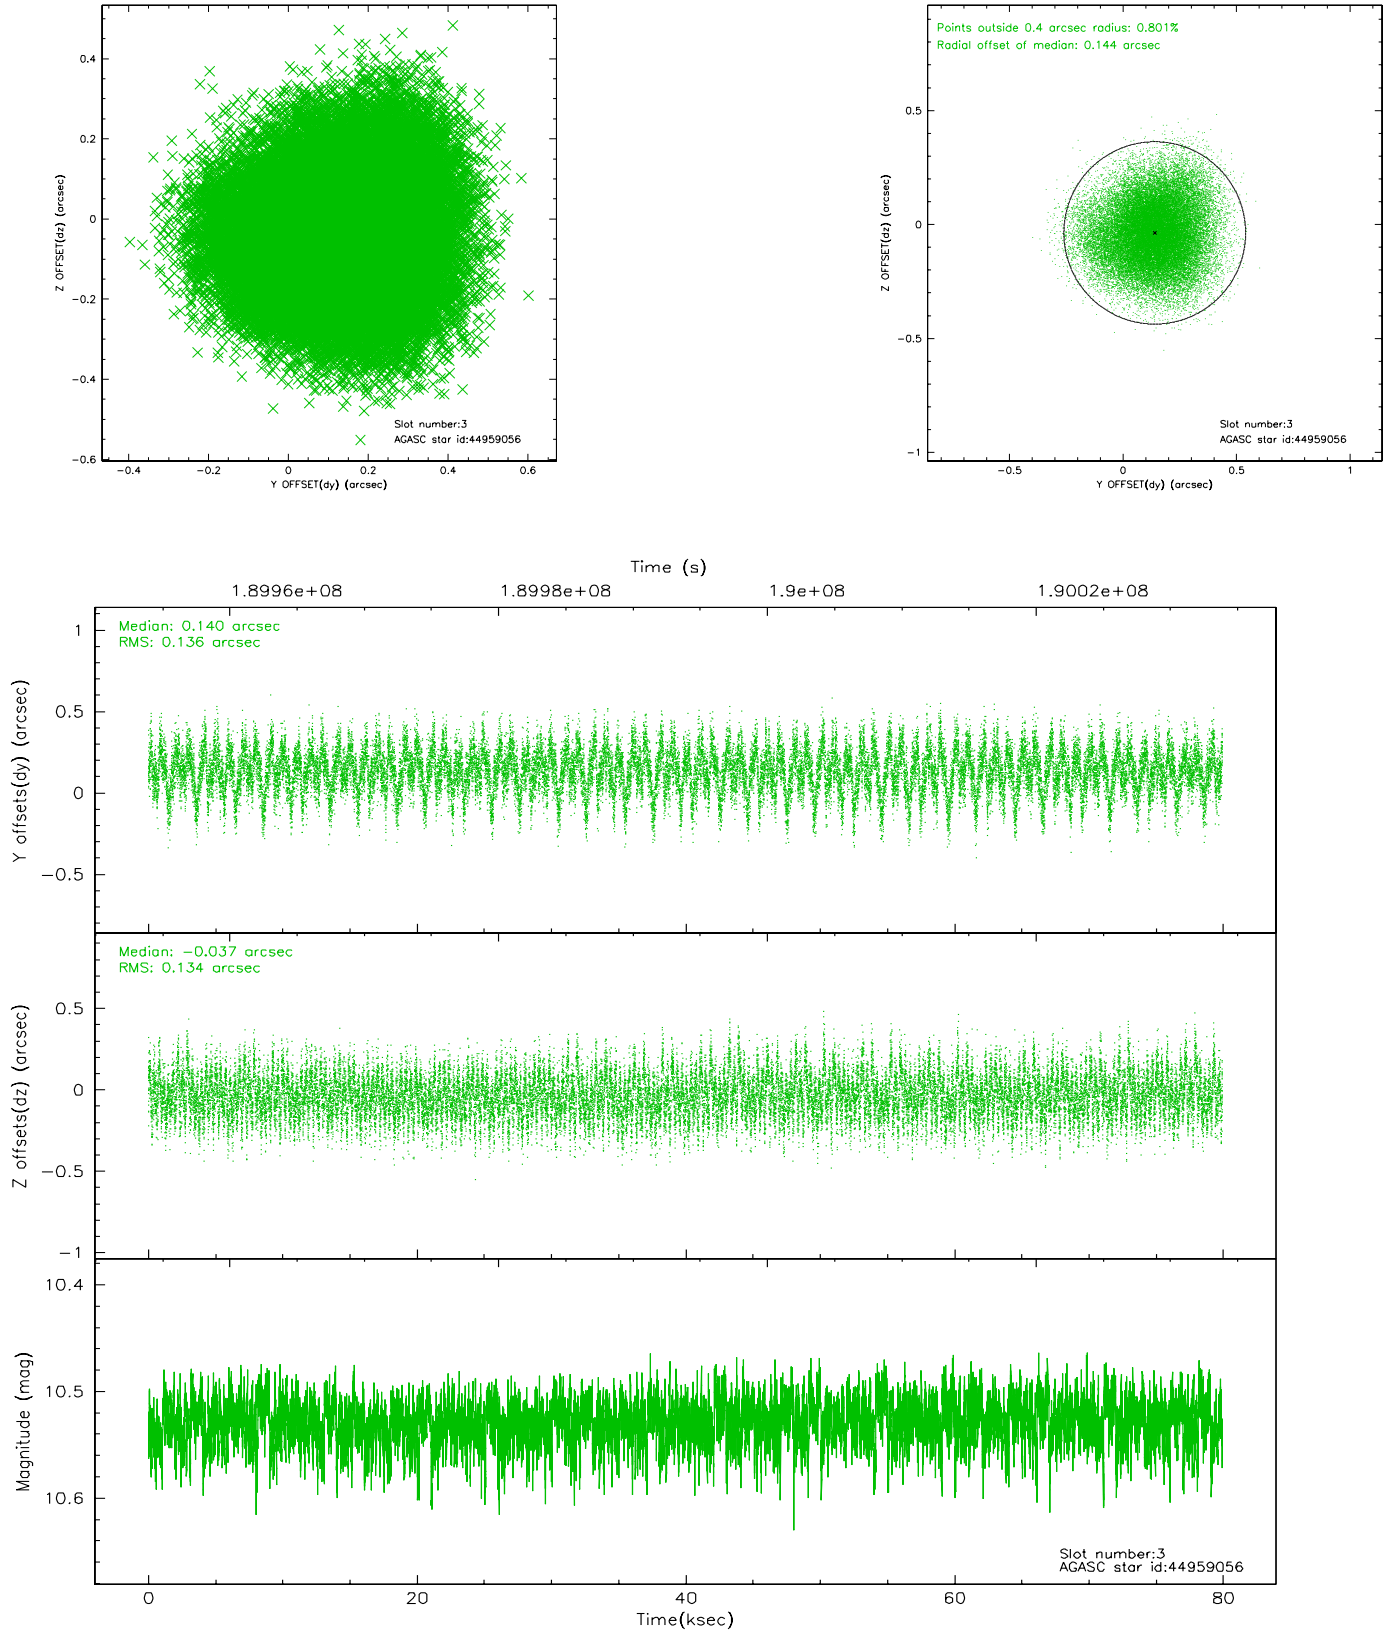 0.4
0.2
0
-0.2
-0.4
-0.6
Z OFFSET(dz) (arcsec)
Slot number:3
AGASC star id:44959056
-0.4 -0.2 0 0.2 0.4 0.6
Y OFFSET(dy) (arcsec)
Points outside 0.4 arcsec radius: 0.801%
Radial offset of median: 0.144 arcsec
0.5
0
-0.5
-1
Z OFFSET(dz) (arcsec)
Slot number:3
AGASC star id:44959056
-0.5 0 0.5 1
Y OFFSET(dy) (arcsec)
Time (s)
1.8996e+08 1.8998e+08 1.9e+08 1.9002e+08
Median: 0.140 arcsec
RMS: 0.136 arcsec
1
0.5
0
-0.5
Y offsets(dy) (arcsec)
Median: -0.037 arcsec
RMS: 0.134 arcsec
0.5
0
-0.5
-1
Z offsets(dz) (arcsec)
10.4
10.5
10.6
Magnitude (mag)
Slot number:3
AGASC star id:44959056
0 20 40 60 80
Time(ksec)